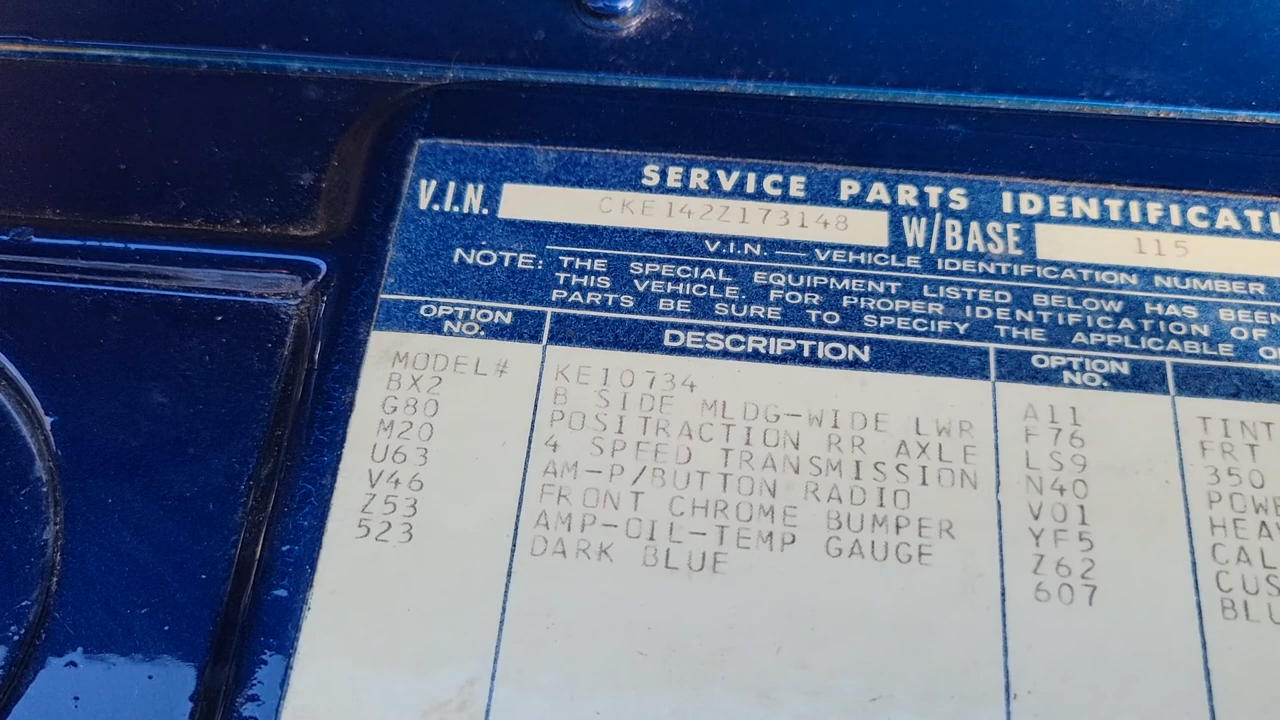 SERVICE PARTS IDENTIFICATI
V.I.N. CKE142Z173148 W/BASE 115
V.I.N. — VEHICLE IDENTIFICATION NUMBER
NOTE: THE SPECIAL EQUIPMENT LISTED BELOW HAS BEEN
THIS VEHICLE. FOR PROPER IDENTIFICATION OF
PARTS BE SURE TO SPECIFY THE APPLICABLE O
OPTION NO. DESCRIPTION OPTION NO.
MODEL# KE10734 A11 TINT
BX2 B SIDE MLDG-WIDE LWR F76 FRT
G80 POSITRACTION RR AXLE LS9 350
M20 4 SPEED TRANSMISSION N40 POWE
U63 AM-P/BUTTON RADIO V01 HEA
V46 FRONT CHROME BUMPER YF5 CAL
Z53 AMP-OIL-TEMP GAUGE Z62 CUS
523 DARK BLUE 607 BLU